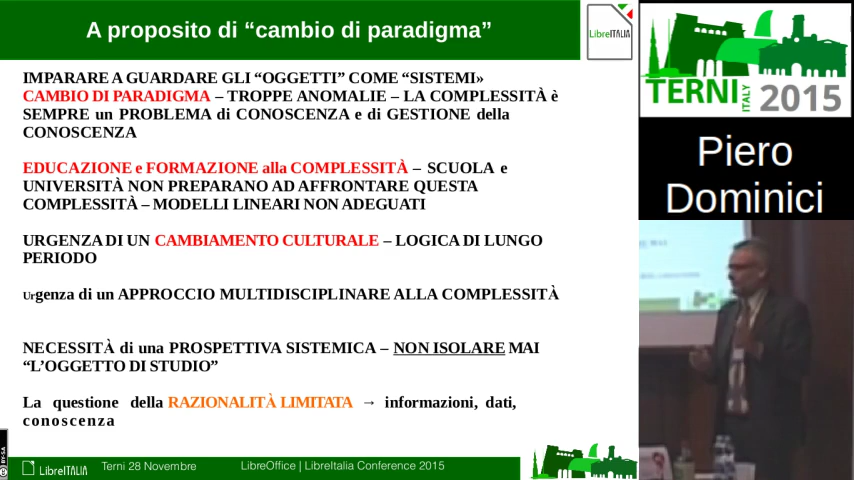 A proposito di “cambio di paradigma”
LibreITALIA
IMPARARE A GUARDARE GLI “OGGETTI” COME “SISTEMI»
CAMBIO DI PARADIGMA – TROPPE ANOMALIE – LA COMPLESSITÀ è
SEMPRE un PROBLEMA di CONOSCENZA e di GESTIONE della
CONOSCENZA
EDUCAZIONE e FORMAZIONE alla COMPLESSITÀ – SCUOLA e
UNIVERSITÀ NON PREPARANO AD AFFRONTARE QUESTA
COMPLESSITÀ – MODELLI LINEARI NON ADEGUATI
URGENZA DI UN CAMBIAMENTO CULTURALE – LOGICA DI LUNGO
PERIODO
Urgenza di un APPROCCIO MULTIDISCIPLINARE ALLA COMPLESSITÀ
NECESSITÀ di una PROSPETTIVA SISTEMICA – NON ISOLARE MAI
“L’OGGETTO DI STUDIO”
La questione della RAZIONALITÀ LIMITATA → informazioni, dati,
conoscenza
BY-SA
LibreITALIA
Terni 28 Novembre
LibreOffice | LibreItalia Conference 2015
TERNI
ITALY
2015
Piero
Dominici